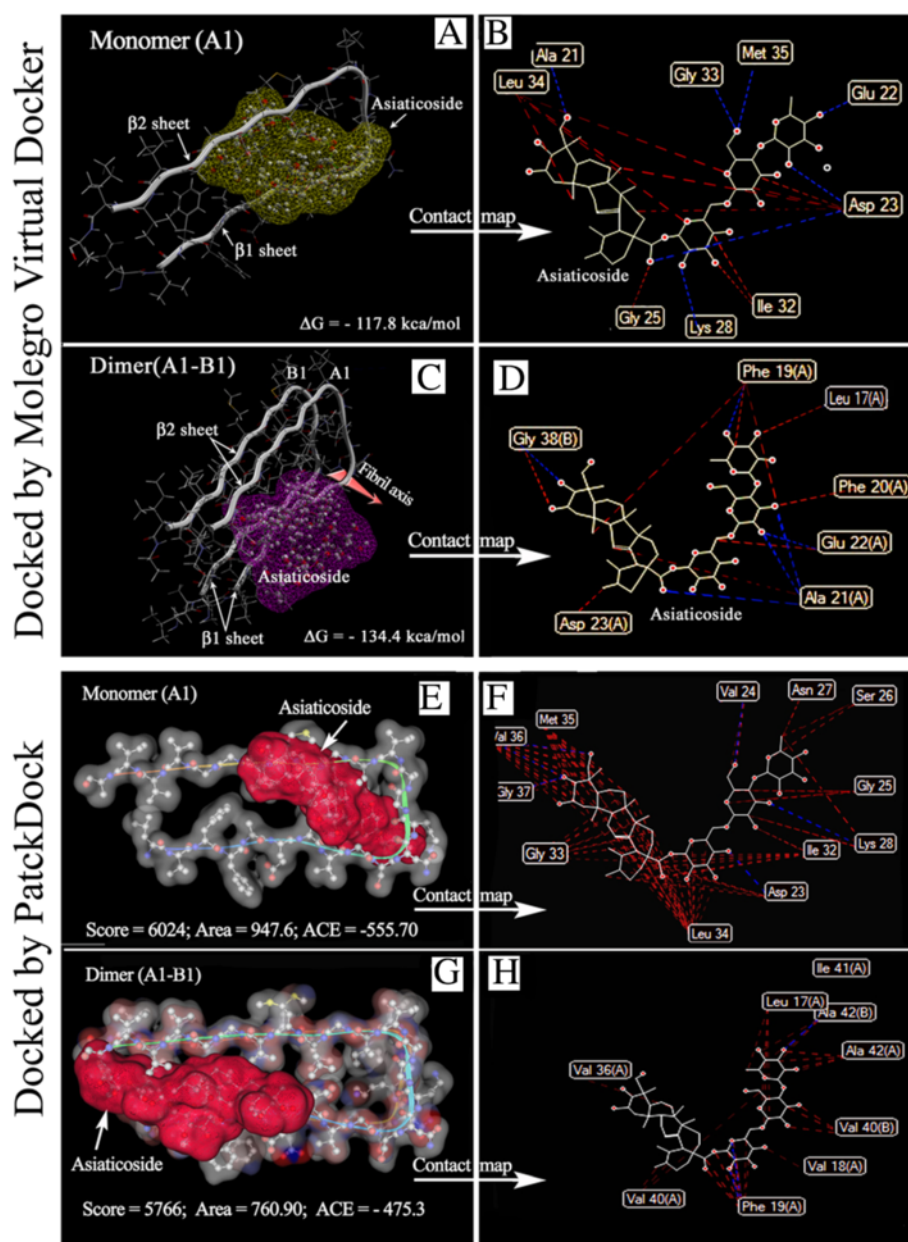 Docked by Molegro Virtual Docker
Monomer (A1)
A
Asiaticoside
β2 sheet
β1 sheet
ΔG = - 117.8 kca/mol
Contact map
B
Ala 21
Leu 34
Gly 33
Met 35
Glu 22
Asp 23
Asiaticoside
Gly 25
Lys 28
Ile 32
Dimer(A1-B1)
C
B1 A1
β2 sheet
Fibril axis
Asiaticoside
β1 sheet
ΔG = - 134.4 kca/mol
Contact map
D
Phe 19(A)
Leu 17(A)
Gly 38(B)
Phe 20(A)
Glu 22(A)
Ala 21(A)
Asp 23(A)
Asiaticoside
Docked by PatckDock
Monomer (A1)
E
Asiaticoside
Contact map
Score = 6024; Area = 947.6; ACE = -555.70
F
Val 24
Asn 27
Ser 26
Met 35
Val 36
Gly 37
Gly 25
Gly 33
Ile 32
Lys 28
Asp 23
Leu 34
Dimer (A1-B1)
G
Asiaticoside
Contact map
Score = 5766; Area = 760.90; ACE = - 475.3
H
Ile 41(A)
Leu 17(A)
Ala 42(B)
Ala 42(A)
Val 36(A)
Val 40(B)
Val 18(A)
Val 40(A)
Phe 19(A)